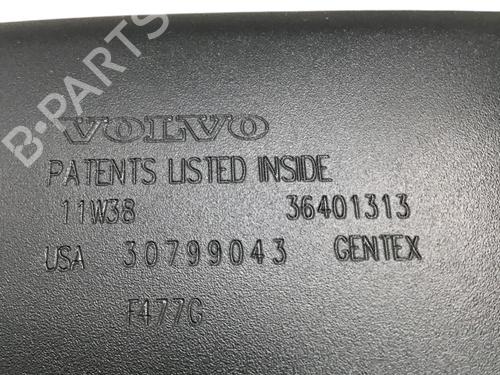 B-PARTS
VOLVO
PATENTS LISTED INSIDE
11W38 36401313
USA 30799043 GENTEX
F477G